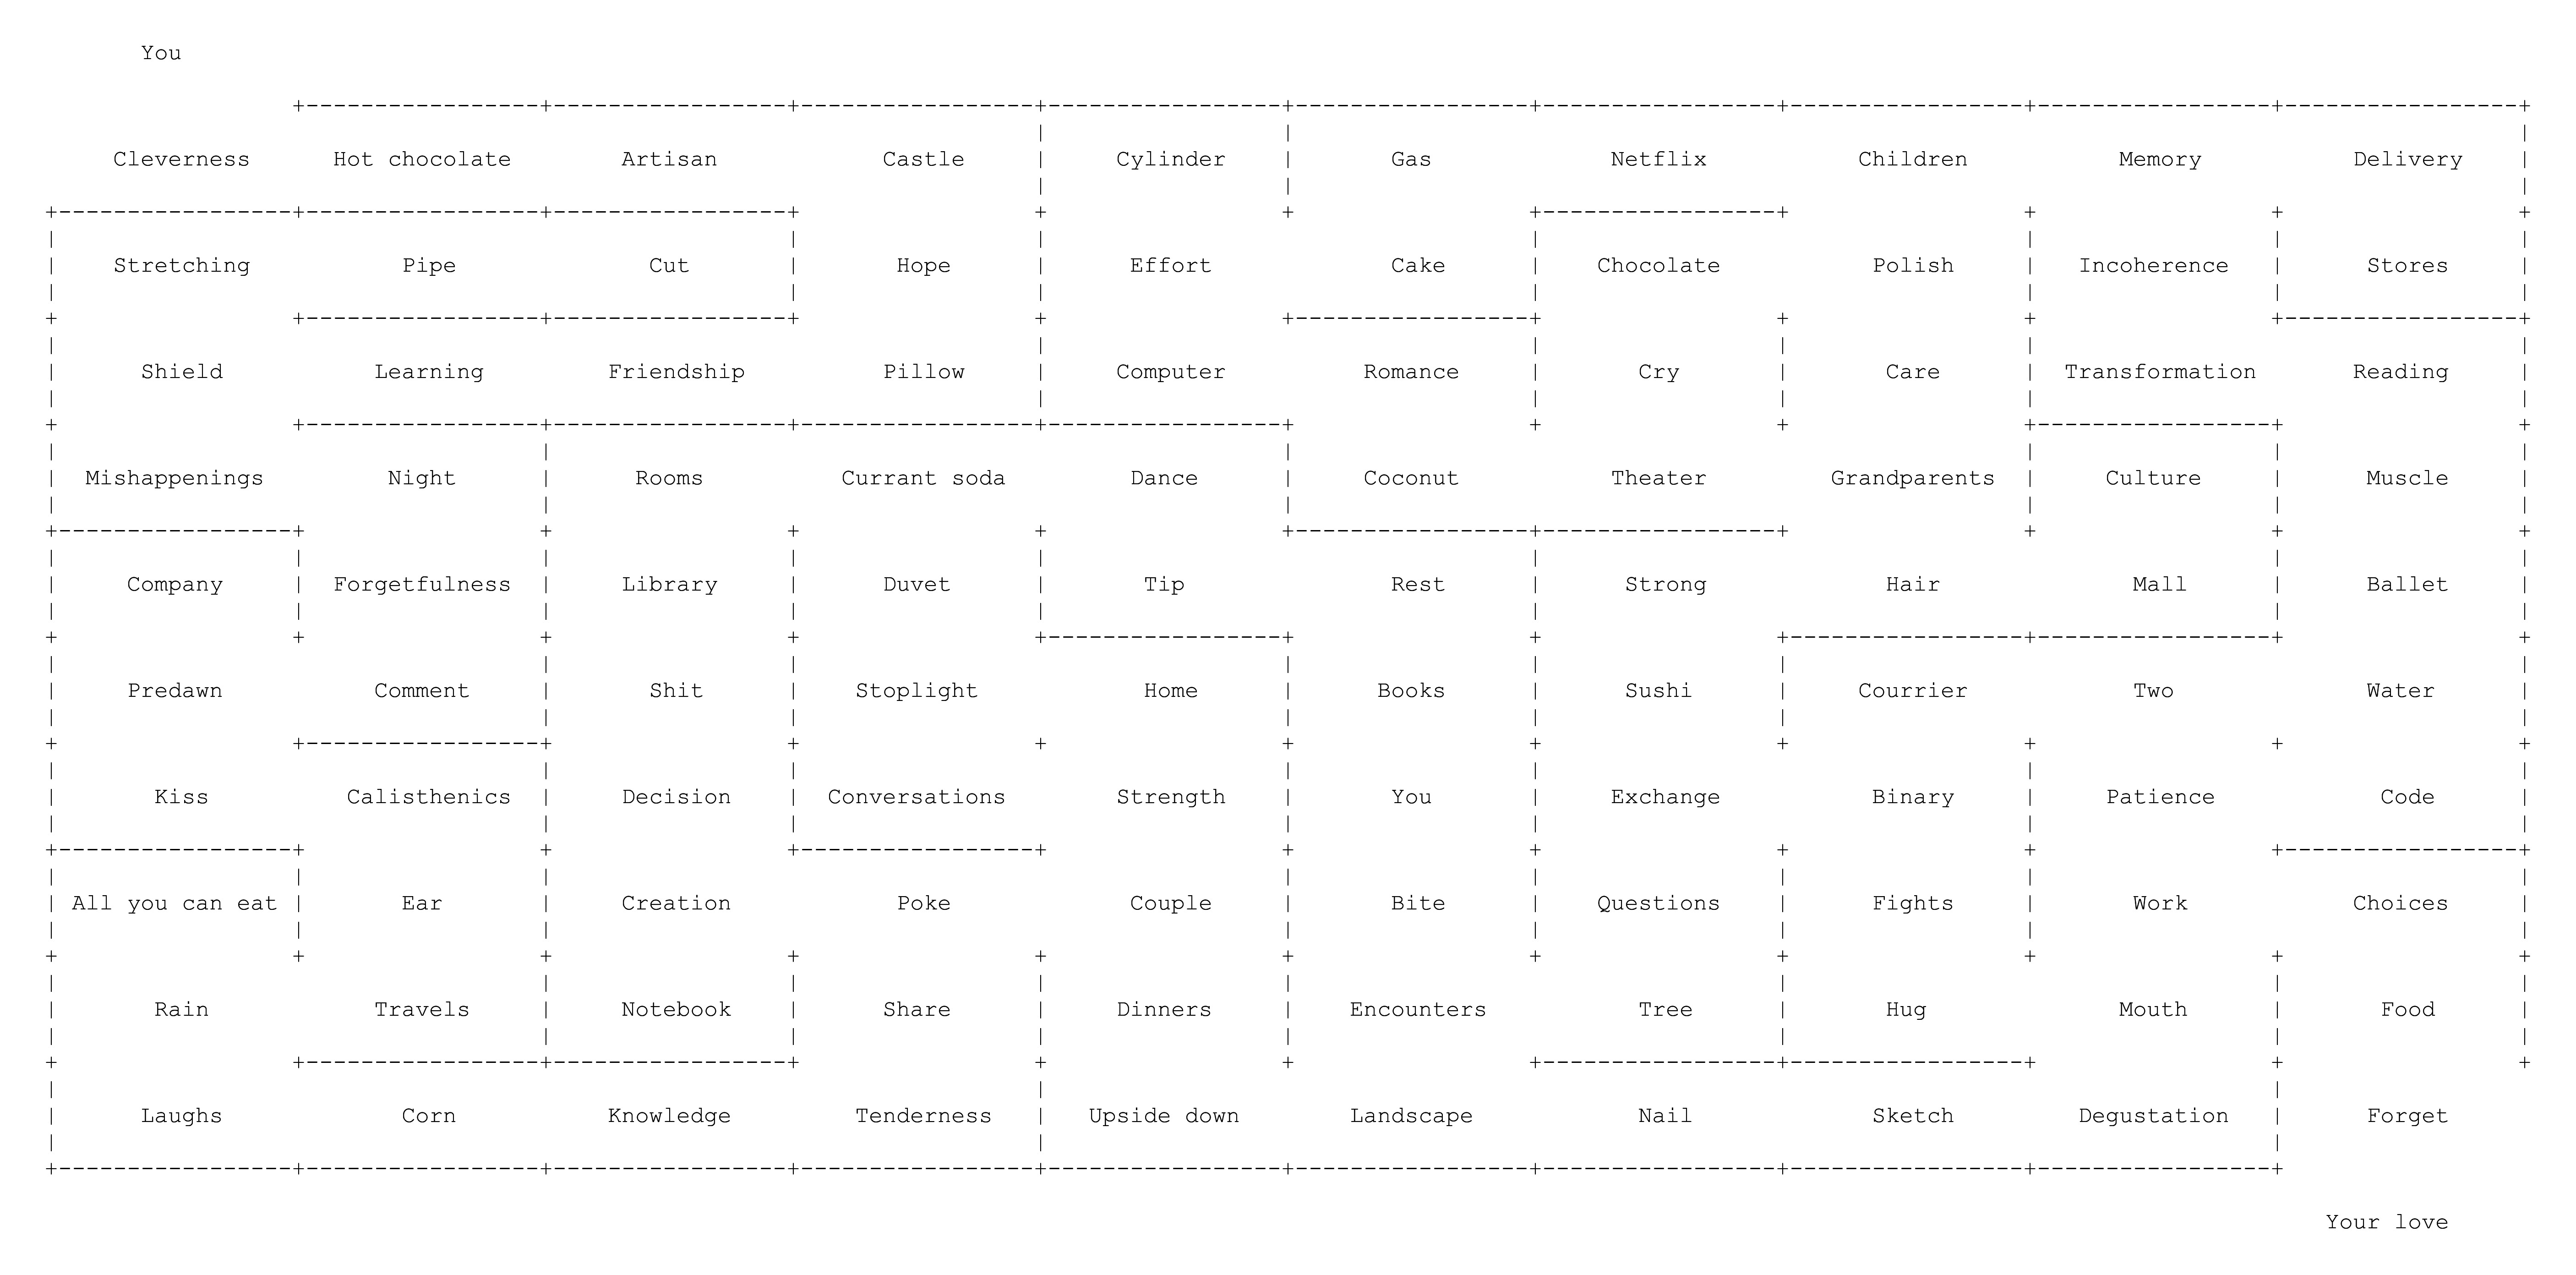 You
Cleverness Hot chocolate Artisan Castle Cylinder Gas Netflix Children Memory Delivery
Stretching Pipe Cut Hope Effort Cake Chocolate Polish Incoherence Stores
Shield Learning Friendship Pillow Computer Romance Cry Care Transformation Reading
Mishappenings Night Rooms Currant soda Dance Coconut Theater Grandparents Culture Muscle
Company Forgetfulness Library Duvet Tip Rest Strong Hair Mall Ballet
Predawn Comment Shit Stoplight Home Books Sushi Courrier Two Water
Kiss Calisthenics Decision Conversations Strength You Exchange Binary Patience Code
All you can eat Ear Creation Poke Couple Bite Questions Fights Work Choices
Rain Travels Notebook Share Dinners Encounters Tree Hug Mouth Food
Laughs Corn Knowledge Tenderness Upside down Landscape Nail Sketch Degustation Forget
Your love